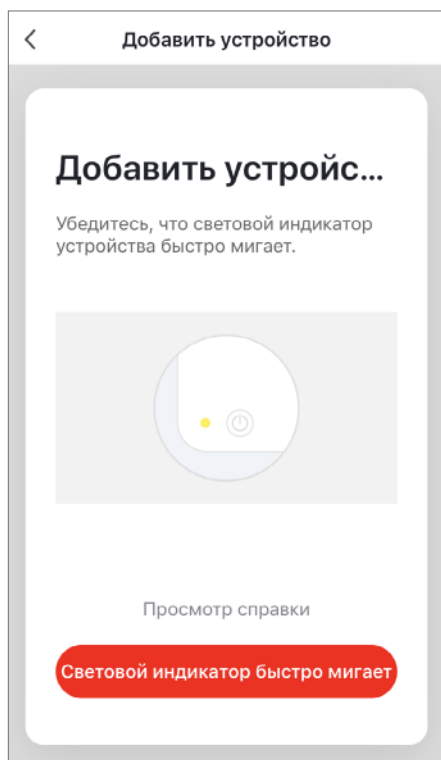 Добавить устройство
Добавить устройс...
Убедитесь, что световой индикатор
устройства быстро мигает.
Просмотр справки
Световой индикатор быстро мигает